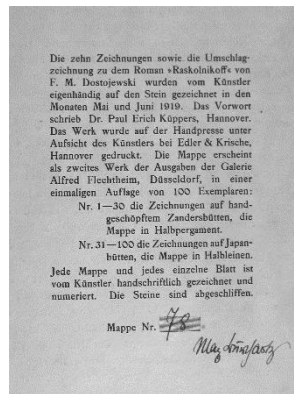 Die zehn Zeichnungen sowie die Umschlag-
zeichnung zu dem Roman »Raskolnikoff« von
F. M. Dostojewski wurden vom Künstler
eigenhändig auf den Stein gezeichnet in den
Monaten Mai und Juni 1919. Das Vorwort
schrieb Dr. Paul Erich Küppers, Hannover.
Das Werk wurde auf der Handpresse unter
Aufsicht des Künstlers bei Edler & Krische,
Hannover gedruckt. Die Mappe erscheint
als zweites Werk der Ausgaben der Galerie
Alfred Flechtheim, Düsseldorf, in einer
einmaligen Auflage von 100 Exemplaren:
Nr. 1—30 die Zeichnungen auf hand-
geschöpftem Zandersbütten, die
Mappe in Halbpergament.
Nr. 31—100 die Zeichnungen auf Japan-
bütten, die Mappe in Halbleinen.
Jede Mappe und jedes einzelne Blatt ist
vom Künstler handschriftlich gezeichnet und
numeriert. Die Steine sind abgeschliffen.
Mappe Nr. 78